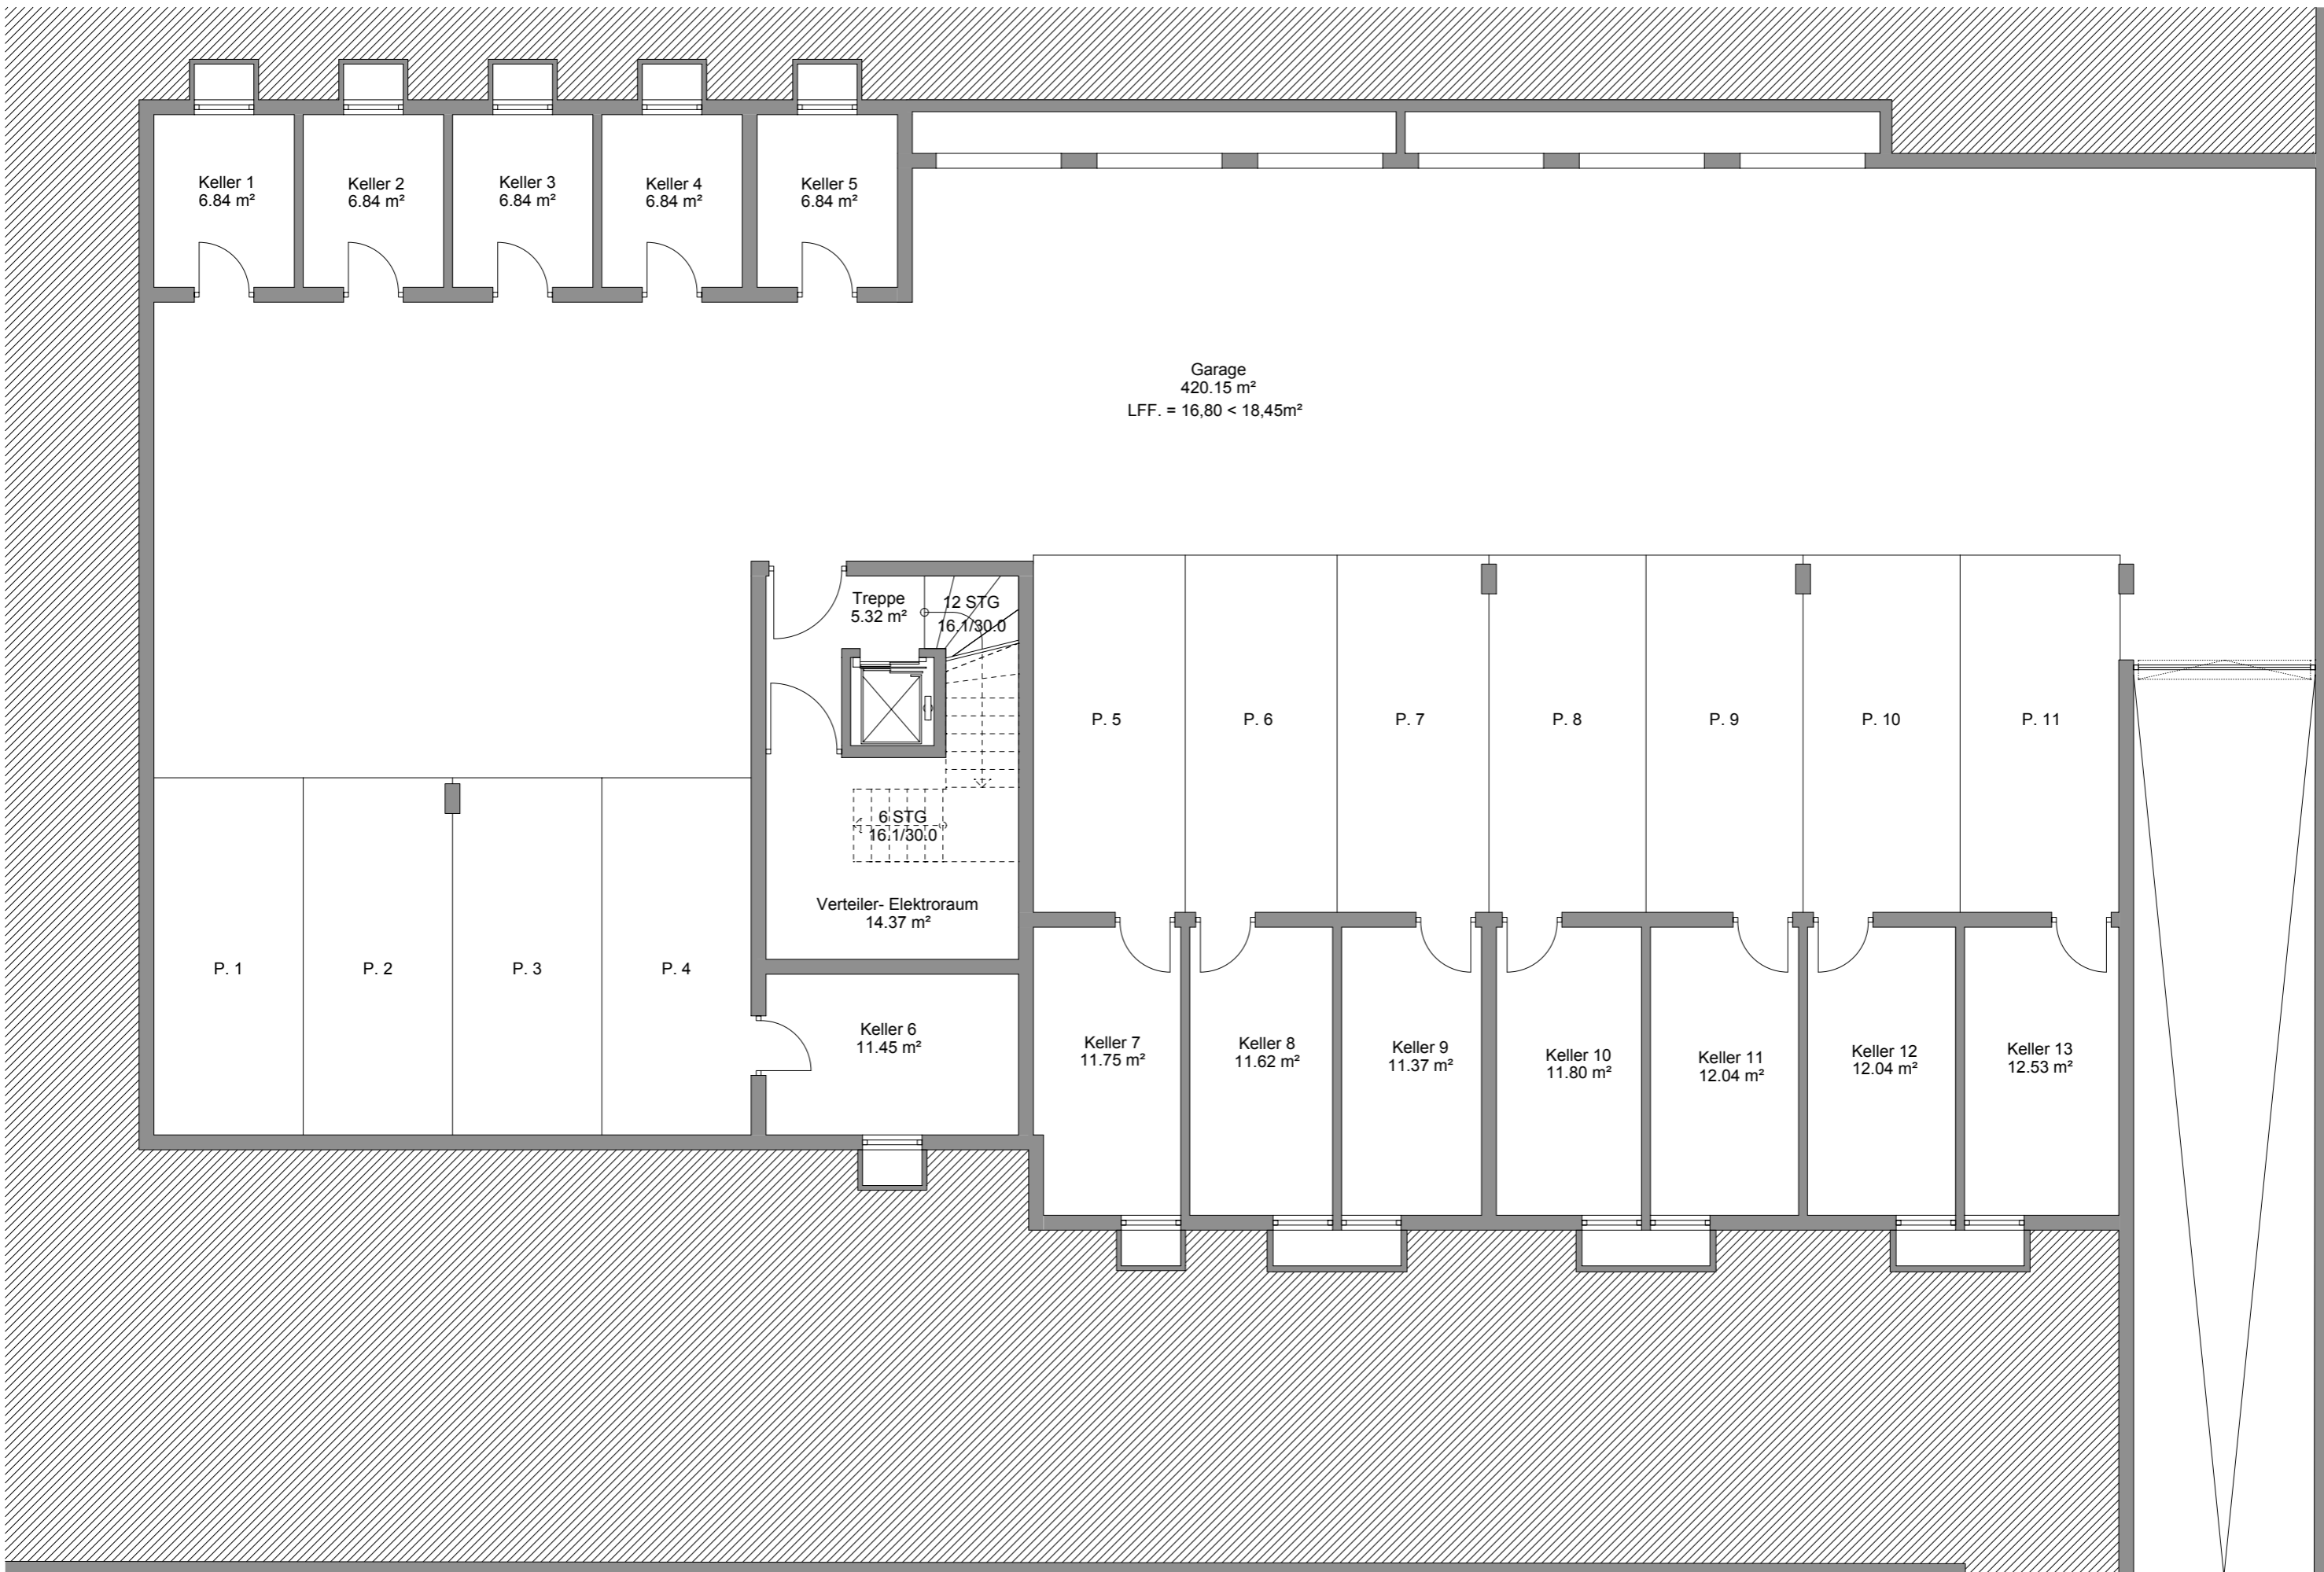 Keller 1
6.84 m²
Keller 2
6.84 m²
Keller 3
6.84 m²
Keller 4
6.84 m²
Keller 5
6.84 m²
Garage
420.15 m²
LFF. = 16,80 < 18,45m²
Treppe
5.32 m²
12 STG
16.1/30.0
P. 5
P. 6
P. 7
P. 8
P. 9
P. 10
P. 11
6 STG
16.1/30.0
Verteiler- Elektroraum
14.37 m²
P. 1
P. 2
P. 3
P. 4
Keller 6
11.45 m²
Keller 7
11.75 m²
Keller 8
11.62 m²
Keller 9
11.37 m²
Keller 10
11.80 m²
Keller 11
12.04 m²
Keller 12
12.04 m²
Keller 13
12.53 m²